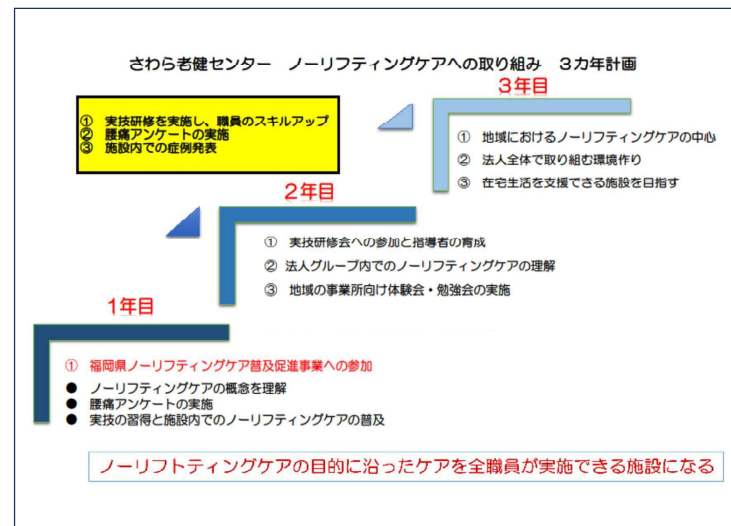 さわら老健センター　ノーリフティングケアへの取り組み　３カ年計画
3年目
① 実技研修を実施し、職員のスキルアップ
② 腰痛アンケートの実施
③ 施設内での症例発表
① 地域におけるノーリフティングケアの中心
② 法人全体で取り組む環境作り
③ 在宅生活を支援できる施設を目指す
2年目
① 実技研修会への参加と指導者の育成
② 法人グループ内でのノーリフティングケアの理解
③ 地域の事業所向け体験会・勉強会の実施
1年目
① 福岡県ノーリフティングケア普及促進事業への参加
● ノーリフティングケアの概念を理解
● 腰痛アンケートの実施
● 実技の習得と施設内でのノーリフティングケアの普及
ノーリフトティングケアの目的に沿ったケアを全職員が実施できる施設になる